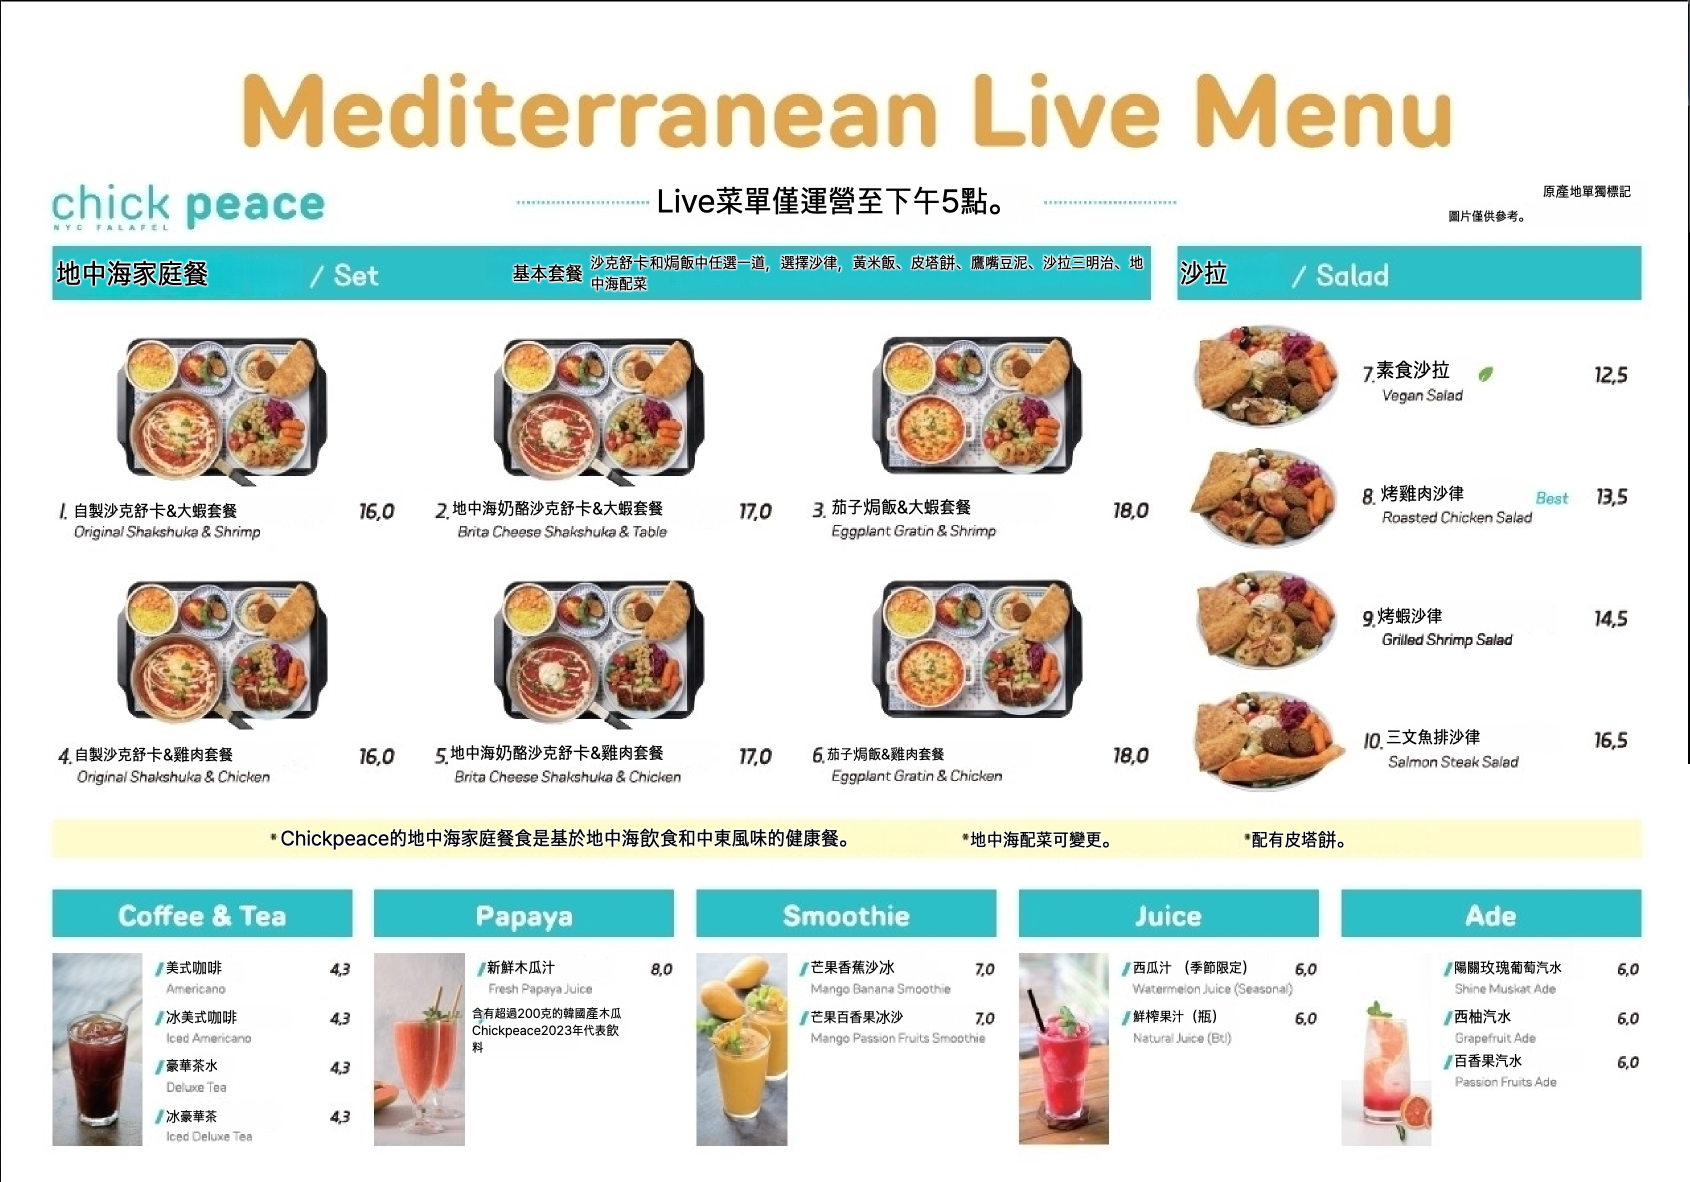 Mediterranean Live Menu
chick peace
NYC FALAFEL
Live菜單僅運營至下午5點。
原產地單獨標記
圖片僅供參考。
地中海家庭餐 / Set
基本套餐 沙克舒卡和焗飯中任選一道，選擇沙律，黃米飯、皮塔餅、鷹嘴豆泥、沙拉三明治、地
中海配菜
沙拉 / Salad
1. 自製沙克舒卡&大蝦套餐 16,0
Original Shakshuka & Shrimp
2. 地中海奶酪沙克舒卡&大蝦套餐 17,0
Brita Cheese Shakshuka & Table
3. 茄子焗飯&大蝦套餐 18,0
Eggplant Gratin & Shrimp
4. 自製沙克舒卡&雞肉套餐 16,0
Original Shakshuka & Chicken
5. 地中海奶酪沙克舒卡&雞肉套餐 17,0
Brita Cheese Shakshuka & Chicken
6. 茄子焗飯&雞肉套餐 18,0
Eggplant Gratin & Chicken
7. 素食沙拉 12,5
Vegan Salad
8. 烤雞肉沙律 Best 13,5
Roasted Chicken Salad
9. 烤蝦沙律 14,5
Grilled Shrimp Salad
10. 三文魚排沙律 16,5
Salmon Steak Salad
*Chickpeace的地中海家庭餐食是基於地中海飲食和中東風味的健康餐。 *地中海配菜可變更。 *配有皮塔餅。
Coffee & Tea
美式咖啡 4,3
Americano
冰美式咖啡 4,3
Iced Americano
豪華茶水 4,3
Deluxe Tea
冰豪華茶 4,3
Iced Deluxe Tea
Papaya
新鮮木瓜汁 8,0
Fresh Papaya Juice
含有超過200克的韓國產木瓜
Chickpeace2023年代表飲
料
Smoothie
芒果香蕉沙冰 7,0
Mango Banana Smoothie
芒果百香果冰沙 7,0
Mango Passion Fruits Smoothie
Juice
西瓜汁 （季節限定） 6,0
Watermelon Juice (Seasonal)
鮮榨果汁（瓶） 6,0
Natural Juice (Btl)
Ade
陽關玫瑰葡萄汽水 6,0
Shine Muskat Ade
西柚汽水 6,0
Grapefruit Ade
百香果汽水 6,0
Passion Fruits Ade